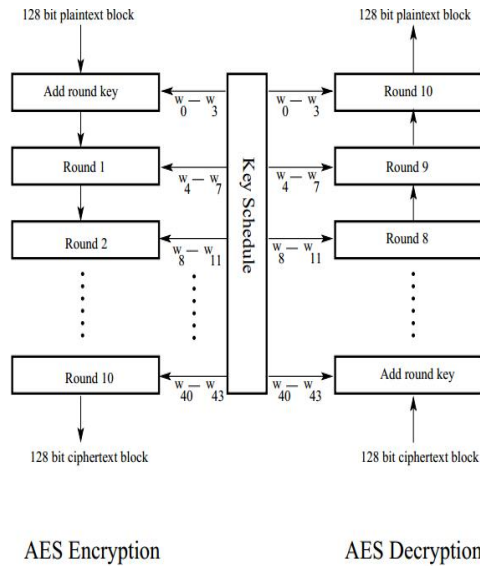 128 bit plaintext block
128 bit plaintext block
Add round key
w0 — w3
Key Schedule
w0 — w3
Round 10
Round 1
w4 — w7
w4 — w7
Round 9
Round 2
w8 — w11
w8 — w11
Round 8
Round 10
w40 — w43
w40 — w43
Add round key
128 bit ciphertext block
128 bit ciphertext block
AES Encryption
AES Decryption